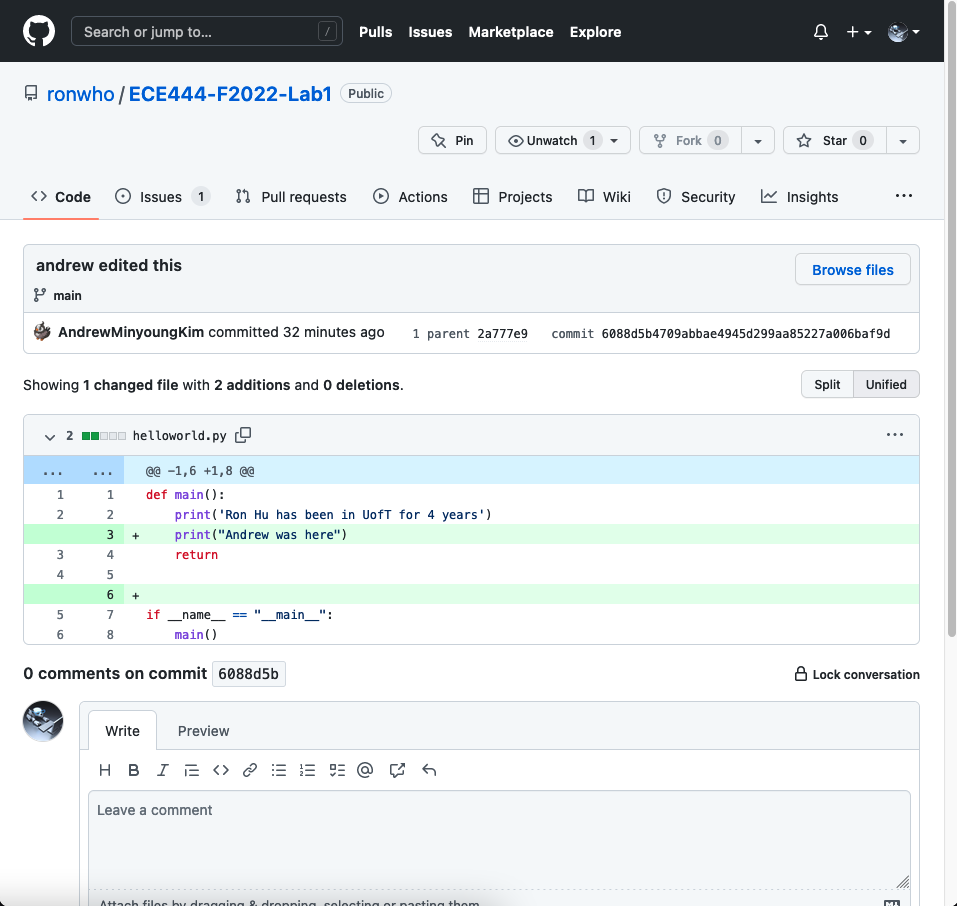 Search or jump to... / Pulls Issues Marketplace Explore
ronwho / ECE444-F2022-Lab1 Public
Pin Unwatch 1 Fork 0 Star 0
Code Issues 1 Pull requests Actions Projects Wiki Security Insights ...
andrew edited this
Browse files
main
AndrewMinyoungKim committed 32 minutes ago 1 parent 2a777e9 commit 6088d5b4709abbae4945d299aa85227a006baf9d
Showing 1 changed file with 2 additions and 0 deletions.
Split Unified
2 helloworld.py ...
... ... @@ -1,6 +1,8 @@
1 1 def main():
2 2 print('Ron Hu has been in UofT for 4 years')
3 + print("Andrew was here")
3 4 return
4 5
6 +
5 7 if __name__ == "__main__":
6 8 main()
0 comments on commit 6088d5b Lock conversation
Write Preview
H B I @
Leave a comment
Attach files by dragging & dropping, selecting or pasting them.